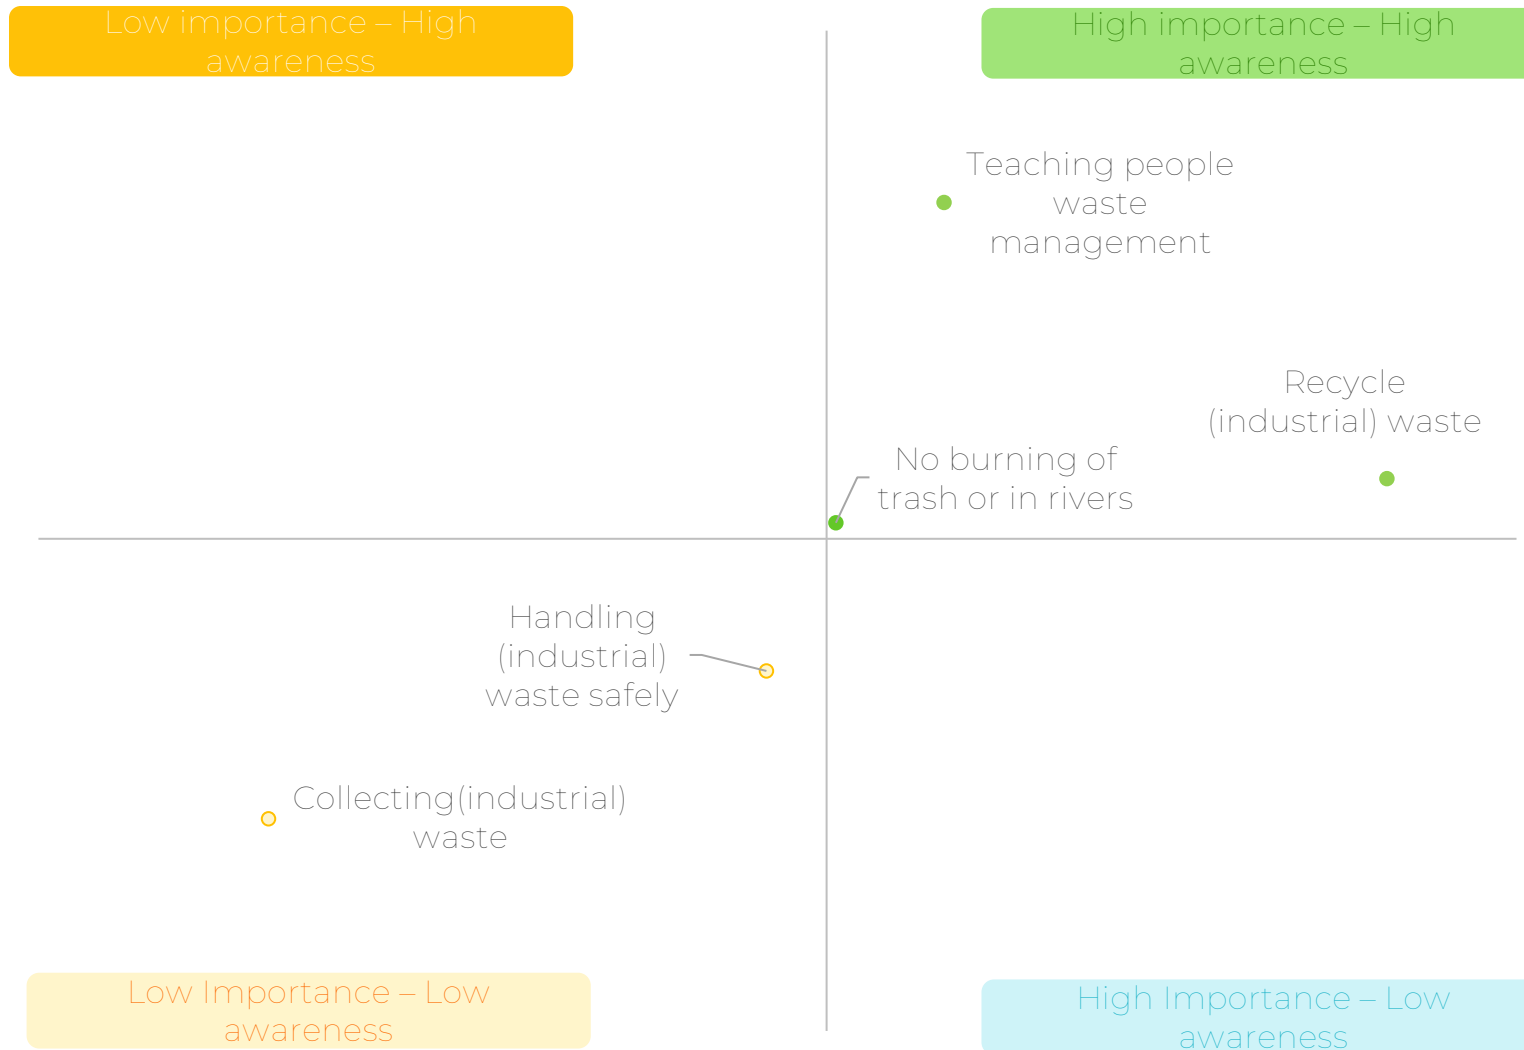 Low importance – High
awareness
High importance – High
awareness
Teaching people
waste
management
Recycle
(industrial) waste
No burning of
trash or in rivers
Handling
(industrial)
waste safely
Collecting(industrial)
waste
Low Importance – Low
awareness
High Importance – Low
awareness